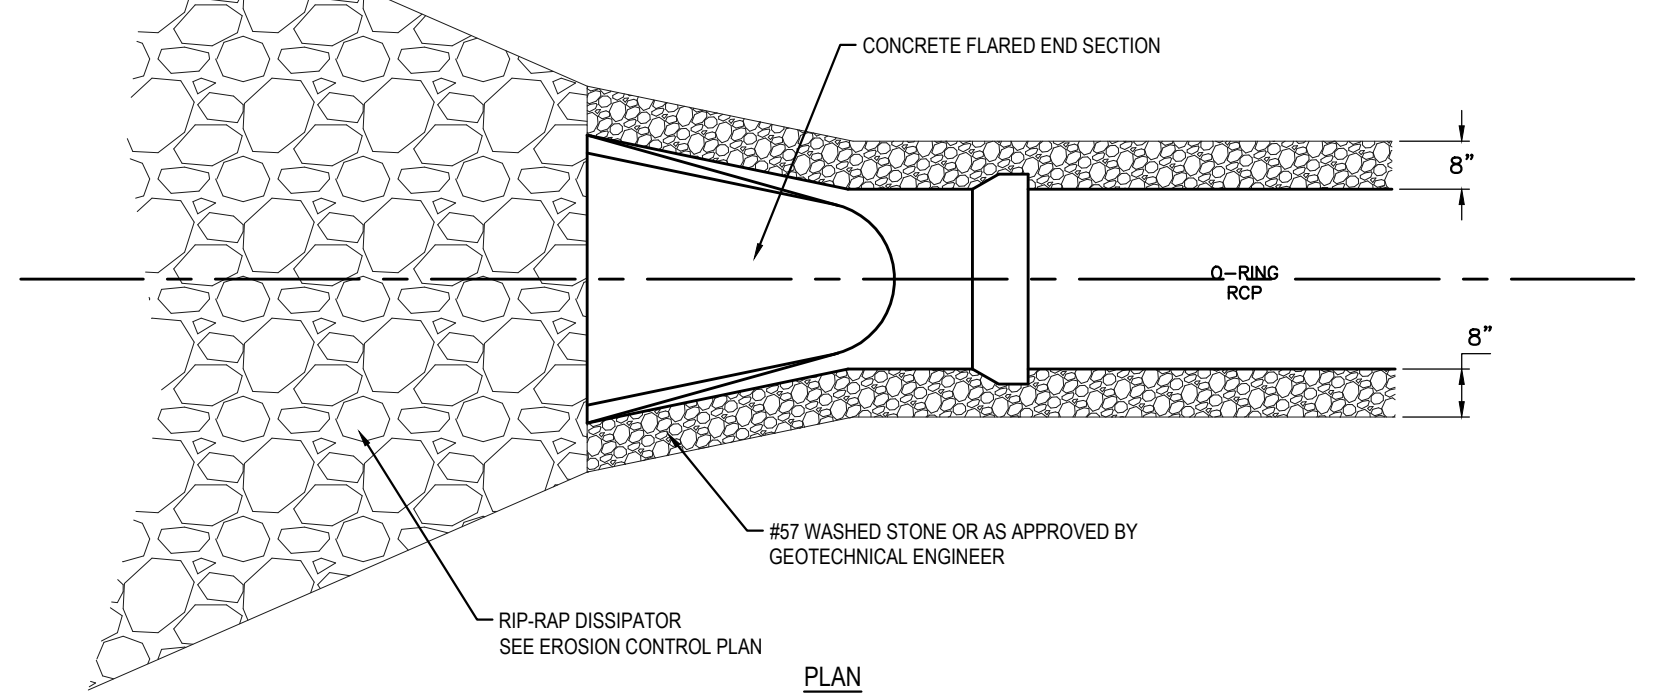 CONCRETE FLARED END SECTION
8”
O-RING
RCP
8”
#57 WASHED STONE OR AS APPROVED BY
GEOTECHNICAL ENGINEER
RIP-RAP DISSIPATOR
SEE EROSION CONTROL PLAN
PLAN